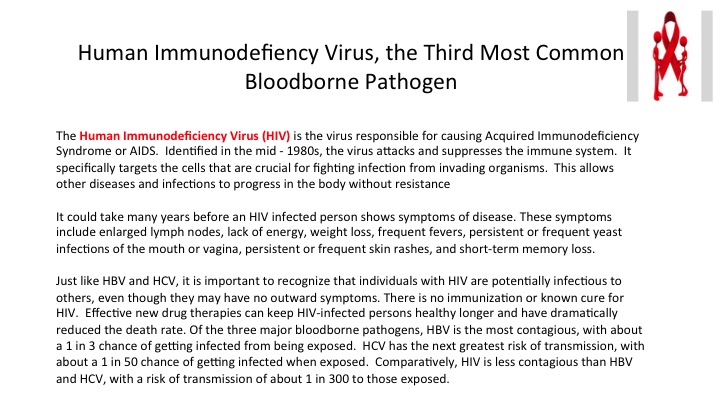 Human Immunodefiency Virus, the Third Most Common
Bloodborne Pathogen
The Human Immunodeficiency Virus (HIV) is the virus responsible for causing Acquired Immunodeficiency
Syndrome or AIDS.  Identified in the mid - 1980s, the virus attacks and suppresses the immune system.  It
specifically targets the cells that are crucial for fighting infection from invading organisms.  This allows
other diseases and infections to progress in the body without resistance
It could take many years before an HIV infected person shows symptoms of disease. These symptoms
include enlarged lymph nodes, lack of energy, weight loss, frequent fevers, persistent or frequent yeast
infections of the mouth or vagina, persistent or frequent skin rashes, and short-term memory loss.
Just like HBV and HCV, it is important to recognize that individuals with HIV are potentially infectious to
others, even though they may have no outward symptoms. There is no immunization or known cure for
HIV.  Effective new drug therapies can keep HIV-infected persons healthy longer and have dramatically
reduced the death rate. Of the three major bloodborne pathogens, HBV is the most contagious, with about
a 1 in 3 chance of getting infected from being exposed.  HCV has the next greatest risk of transmission, with
about a 1 in 50 chance of getting infected when exposed.  Comparatively, HIV is less contagious than HBV
and HCV, with a risk of transmission of about 1 in 300 to those exposed.